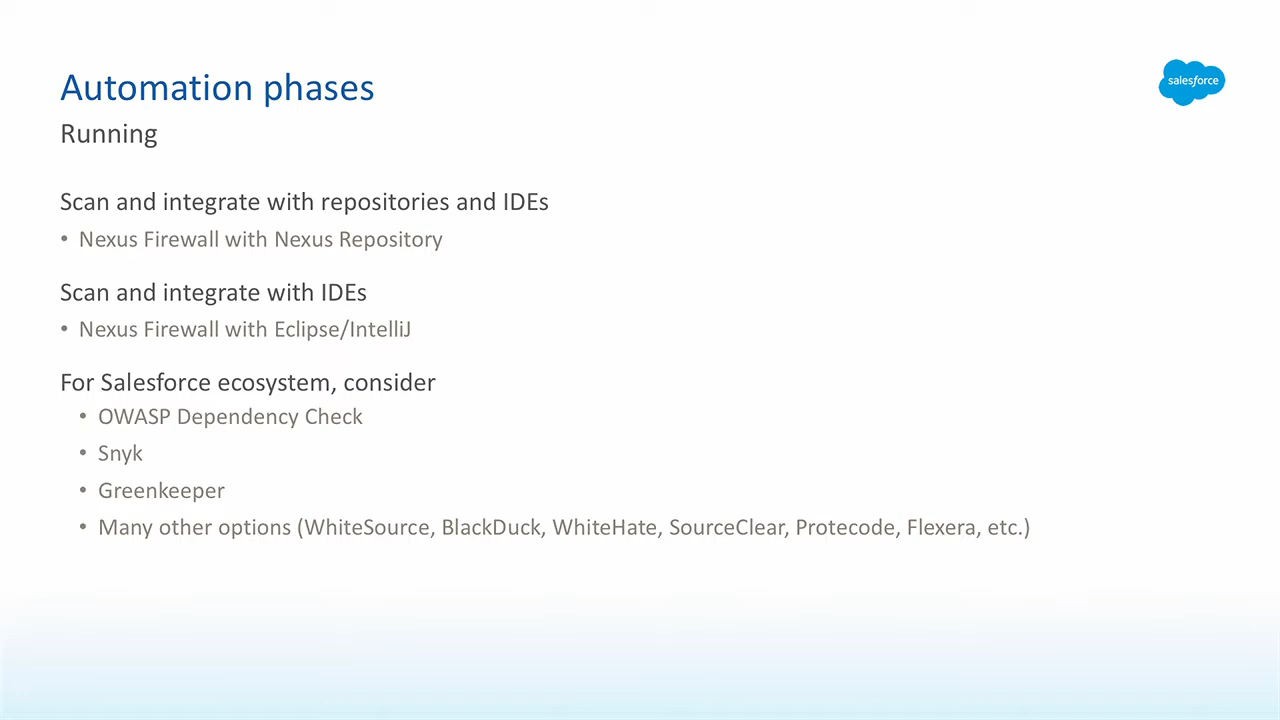 Automation phases
salesforce
Running
Scan and integrate with repositories and IDEs
• Nexus Firewall with Nexus Repository
Scan and integrate with IDEs
• Nexus Firewall with Eclipse/IntelliJ
For Salesforce ecosystem, consider
• OWASP Dependency Check
• Snyk
• Greenkeeper
• Many other options (WhiteSource, BlackDuck, WhiteHate, SourceClear, Protecode, Flexera, etc.)